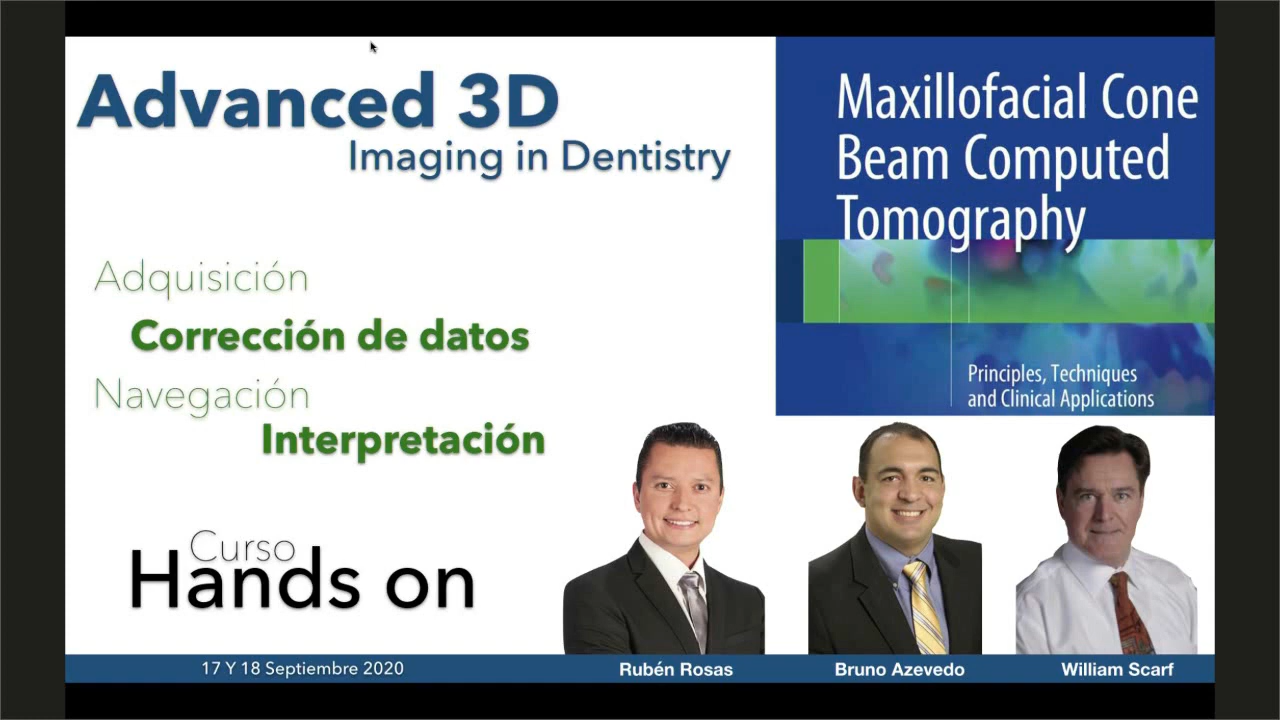 Advanced 3D
Imaging in Dentistry
Adquisición
Corrección de datos
Navegación
Interpretación
Curso
Hands on
Maxillofacial Cone
Beam Computed
Tomography
Principles, Techniques
and Clinical Applications
17 Y 18 Septiembre 2020
Rubén Rosas
Bruno Azevedo
William Scarf